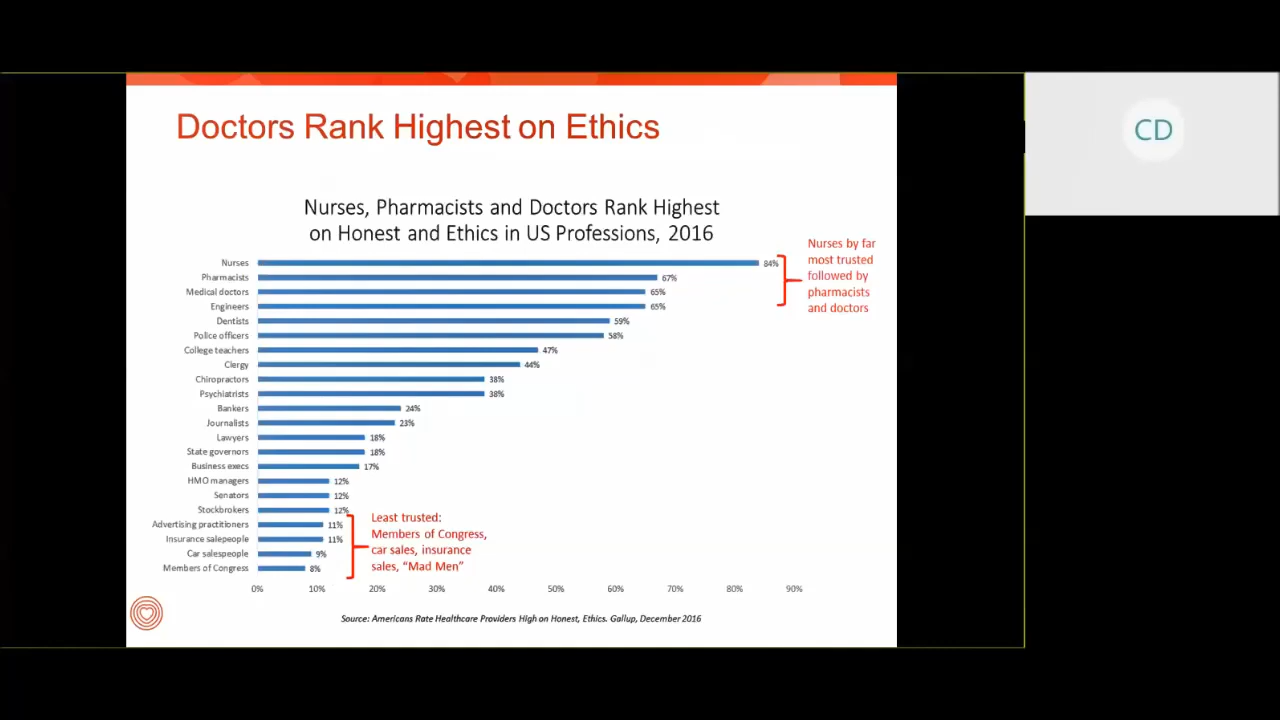 CD
Doctors Rank Highest on Ethics
Nurses, Pharmacists and Doctors Rank Highest
on Honest and Ethics in US Professions, 2016
Nurses by far
most trusted
followed by
pharmacists
and doctors
Nurses 84%
Pharmacists 67%
Medical doctors 65%
Engineers 65%
Dentists 59%
Police officers 58%
College teachers 47%
Clergy 44%
Chiropractors 38%
Psychiatrists 38%
Bankers 24%
Journalists 23%
Lawyers 18%
State governors 18%
Business execs 17%
HMO managers 12%
Senators 12%
Stockbrokers 12%
Advertising practitioners 11%
Insurance salepeople 11%
Car salespeople 9%
Members of Congress 8%
Least trusted:
Members of Congress,
car sales, insurance
sales, “Mad Men”
0% 10% 20% 30% 40% 50% 60% 70% 80% 90%
Source: Americans Rate Healthcare Providers High on Honest, Ethics. Gallup, December 2016